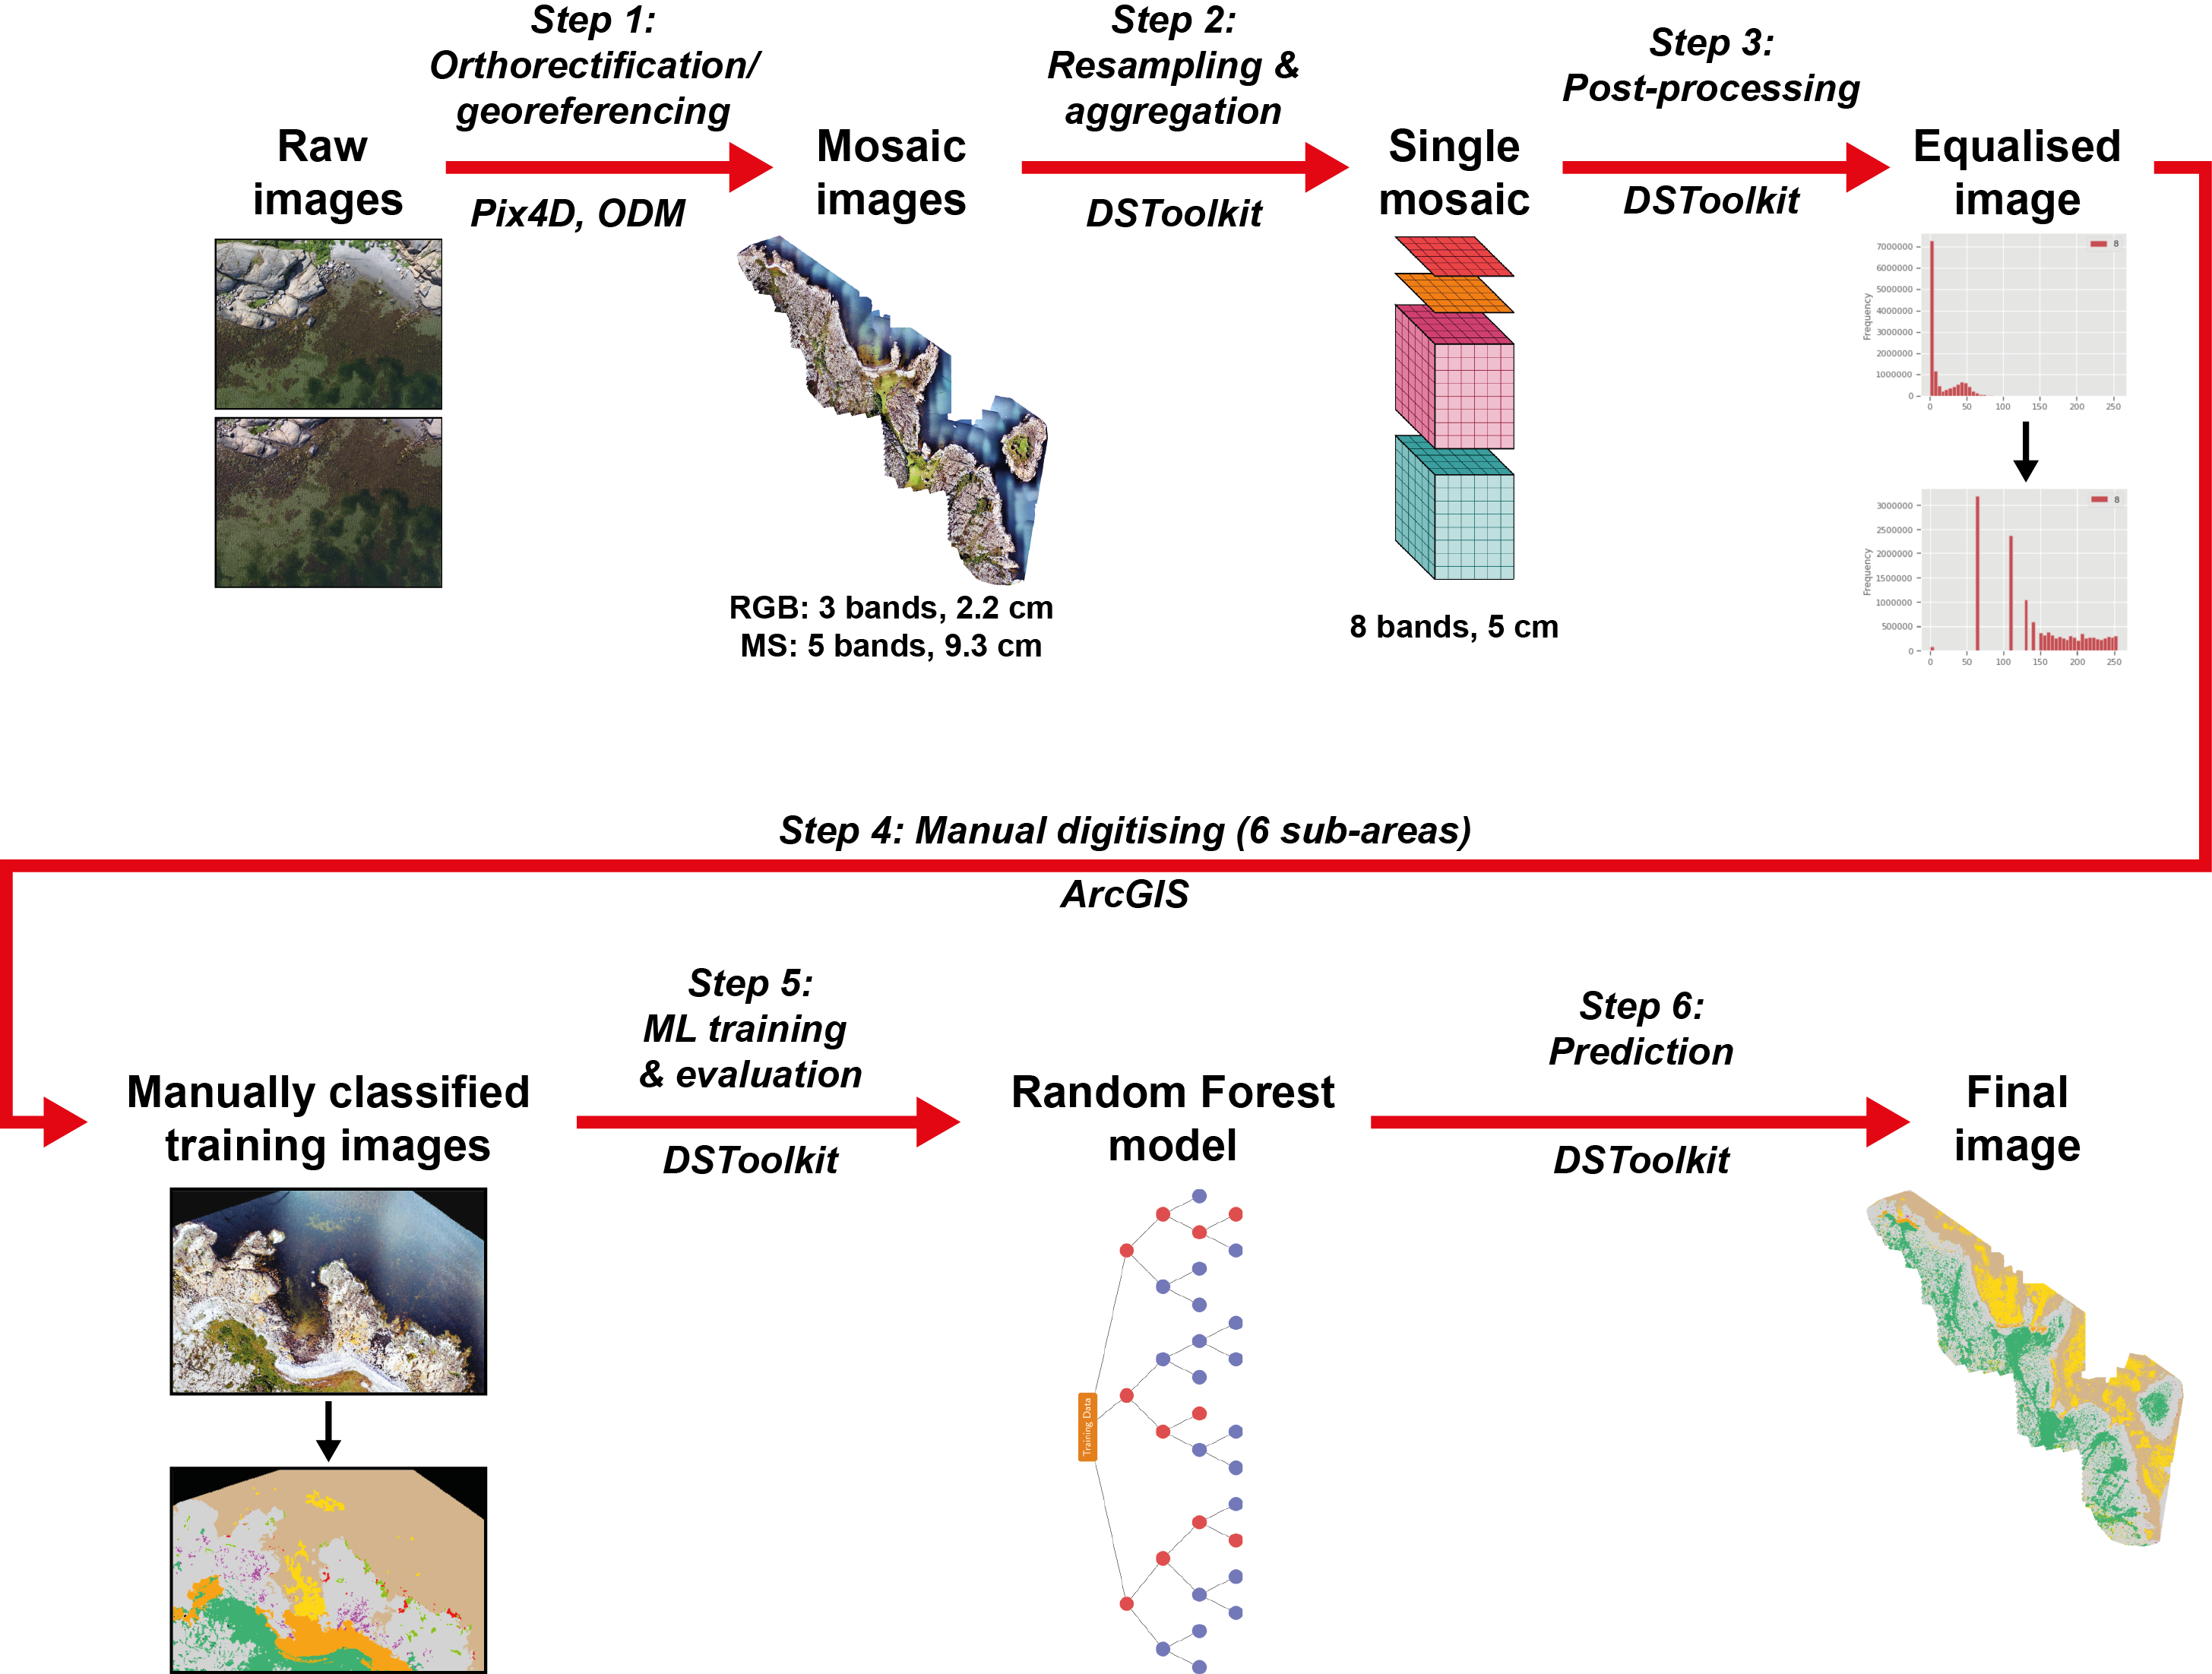 Step 1:
Orthorectification/
georeferencing
Step 2:
Resampling &
aggregation
Step 3:
Post-processing
Raw
images
Pix4D, ODM
Mosaic
images
DSToolkit
Single
mosaic
DSToolkit
Equalised
image
RGB: 3 bands, 2.2 cm
MS: 5 bands, 9.3 cm
8 bands, 5 cm
8
Frequency
7000000
6000000
5000000
4000000
3000000
2000000
1000000
0
0 50 100 150 200 250
8
Frequency
3000000
2500000
2000000
1500000
1000000
500000
0
0 50 100 150 200 250
Step 4: Manual digitising (6 sub-areas)
ArcGIS
Step 5:
ML training
& evaluation
Step 6:
Prediction
Manually classified
training images
DSToolkit
Random Forest
model
DSToolkit
Final
image
Training Data